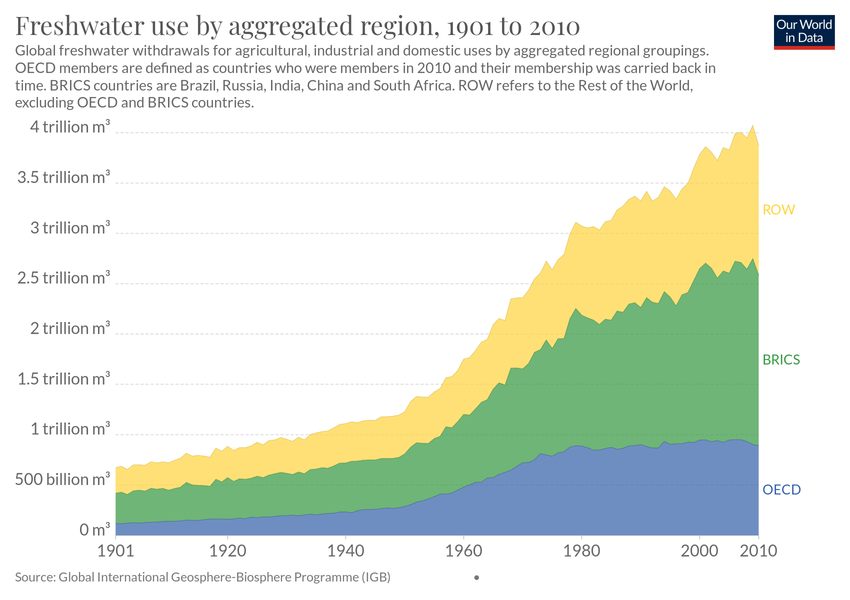 Freshwater use by aggregated region, 1901 to 2010
Our World
in Data
Global freshwater withdrawals for agricultural, industrial and domestic uses by aggregated regional groupings.
OECD members are defined as countries who were members in 2010 and their membership was carried back in
time. BRICS countries are Brazil, Russia, India, China and South Africa. ROW refers to the Rest of the World,
excluding OECD and BRICS countries.
4 trillion m³
3.5 trillion m³
3 trillion m³
2.5 trillion m³
2 trillion m³
1.5 trillion m³
1 trillion m³
500 billion m³
0 m³
ROW
BRICS
OECD
1901
1920
1940
1960
1980
2000
2010
Source: Global International Geosphere-Biosphere Programme (IGB)
•